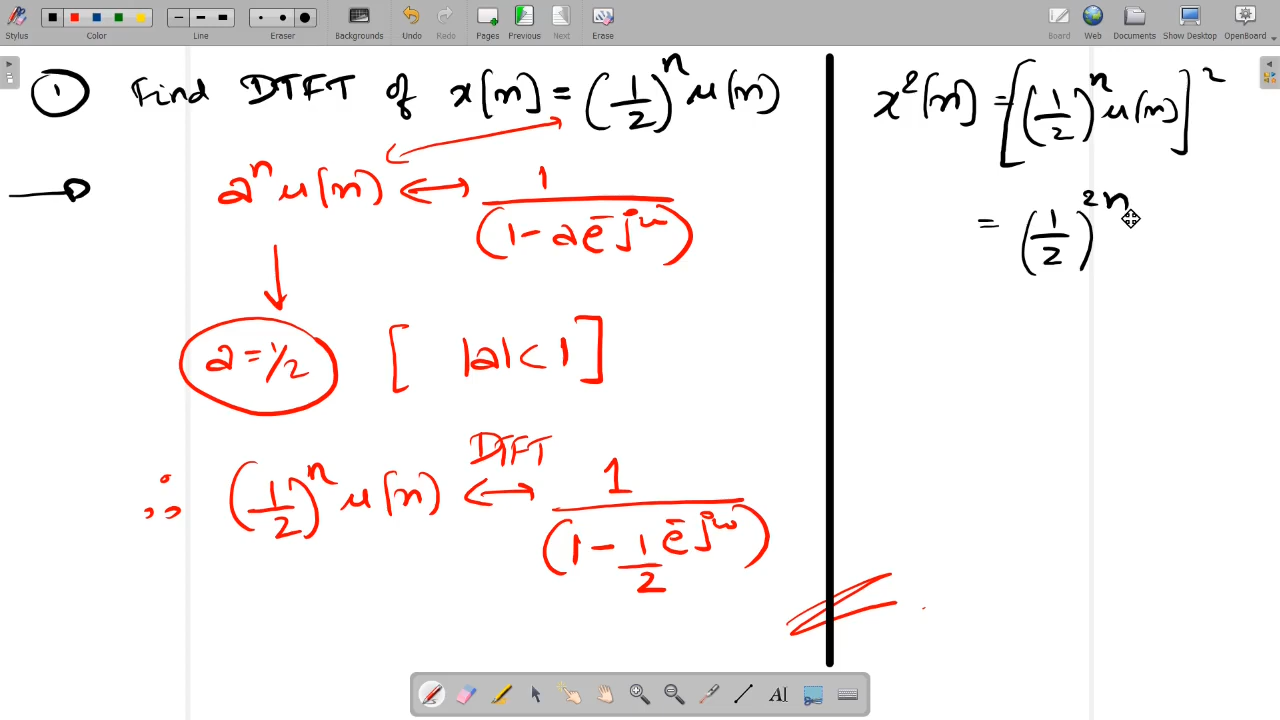 Stylus
Color
Line
Eraser
Backgrounds
Undo
Redo
Pages
Previous
Next
Erase
Board
Web
Documents
Show Desktop
OpenBoard
① Find DTFT of x[n] = (1/2)^n u[n]
a^n u[n] ↔ 1/(1 - a e^-jω)
a = 1/2 [ |a| < 1 ]
∴ (1/2)^n u[n] DTFT ↔ 1/(1 - 1/2 e^-jω)
x²[n] = [(1/2)^n u[n]]²
= (1/2)^2n
AI